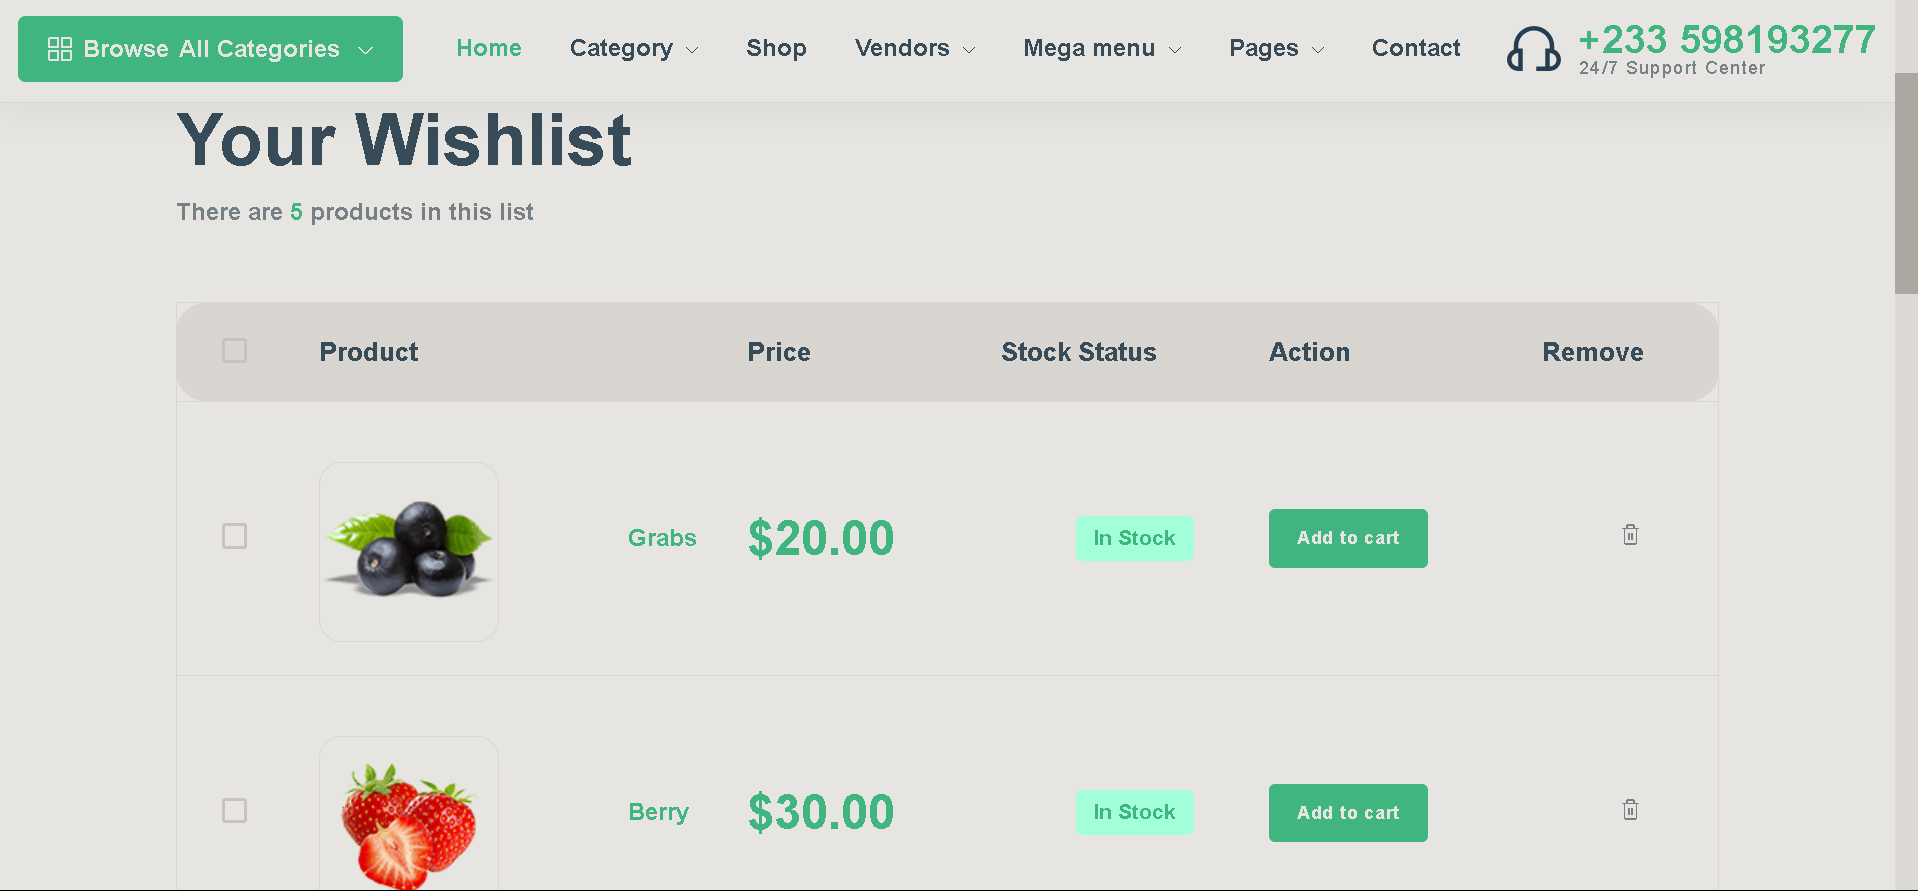 Browse All Categories
Home Category Shop Vendors Mega menu Pages Contact
+233 598193277
24/7 Support Center
Your Wishlist
There are 5 products in this list
Product Price Stock Status Action Remove
Grabs $20.00 In Stock Add to cart
Berry $30.00 In Stock Add to cart